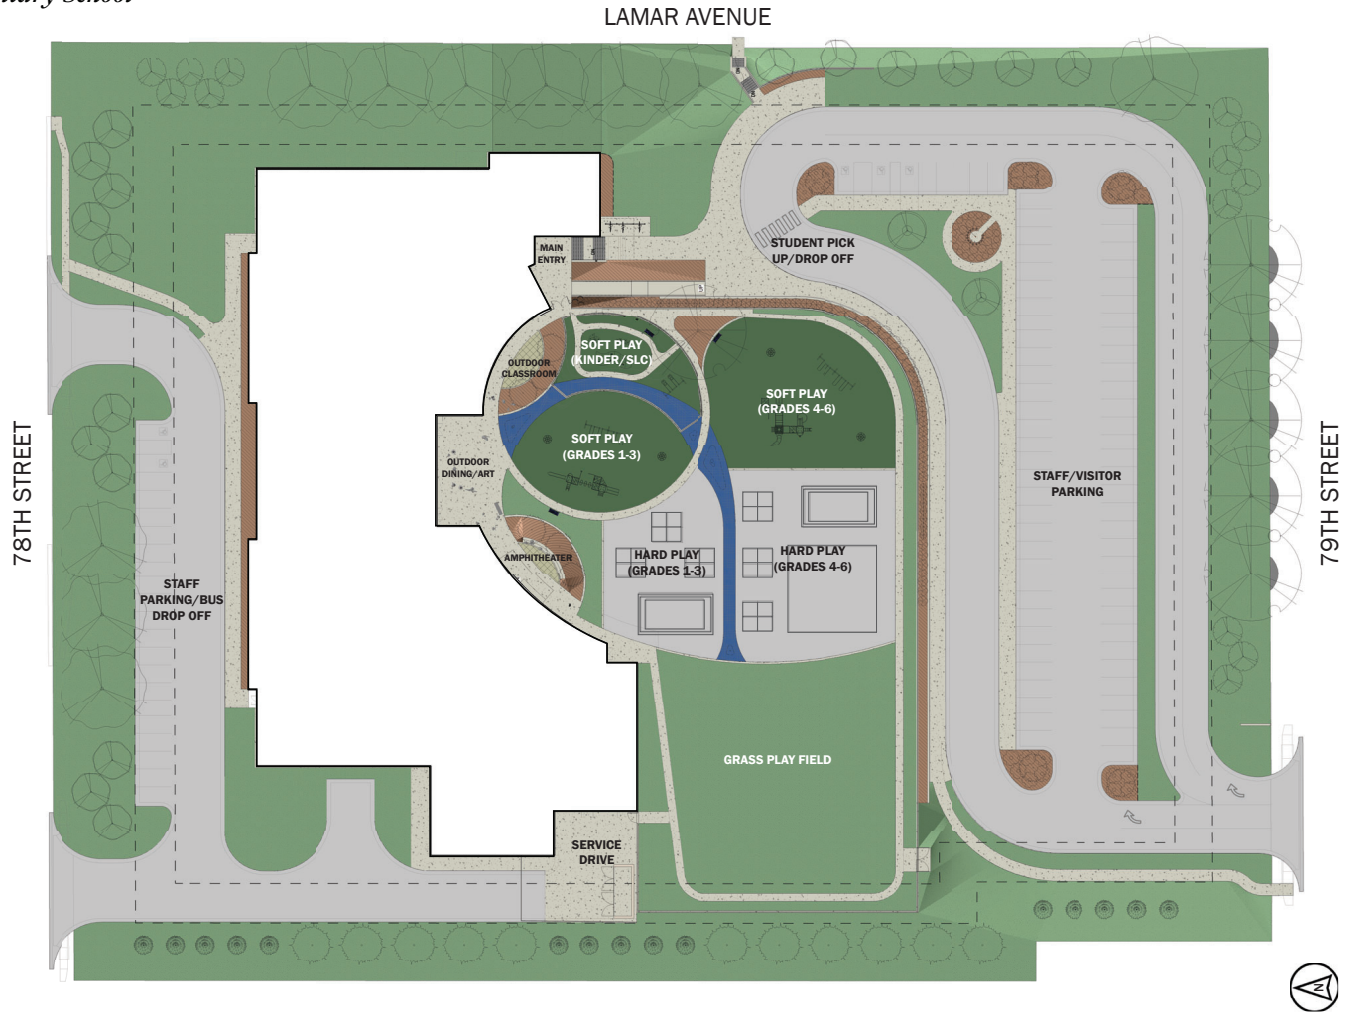 School
LAMAR AVENUE
MAIN
ENTRY
STUDENT PICK
UP/DROP OFF
SOFT PLAY
(KINDER/SLC)
OUTDOOR
CLASSROOM
SOFT PLAY
(GRADES 4-6)
SOFT PLAY
(GRADES 1-3)
OUTDOOR
DINING/ART
STAFF/VISITOR
PARKING
78TH STREET
79TH STREET
AMPHITHEATER
HARD PLAY
(GRADES 1-3)
HARD PLAY
(GRADES 4-6)
STAFF
PARKING/BUS
DROP OFF
GRASS PLAY FIELD
SERVICE
DRIVE
N